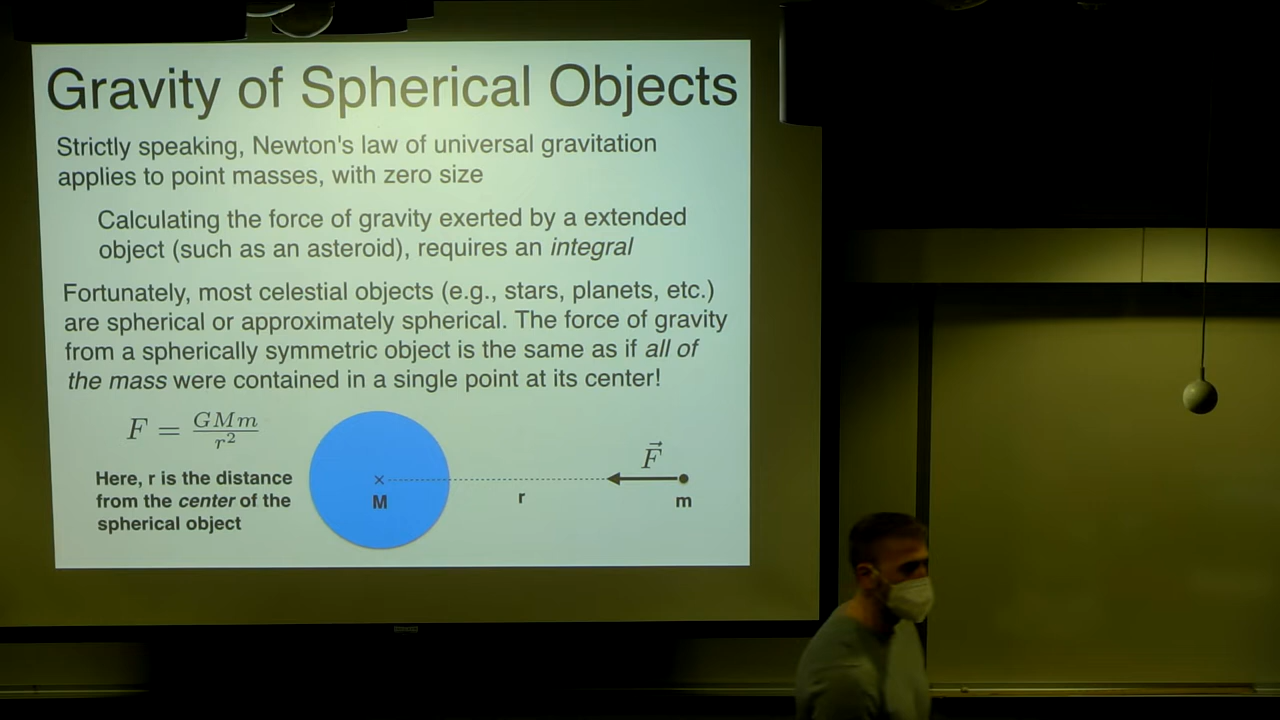 Gravity of Spherical Objects
Strictly speaking, Newton's law of universal gravitation
applies to point masses, with zero size
Calculating the force of gravity exerted by a extended
object (such as an asteroid), requires an integral
Fortunately, most celestial objects (e.g., stars, planets, etc.)
are spherical or approximately spherical. The force of gravity
from a spherically symmetric object is the same as if all of
the mass were contained in a single point at its center!
F = GMm / r²
Here, r is the distance
from the center of the
spherical object
M
r
F⃗
m